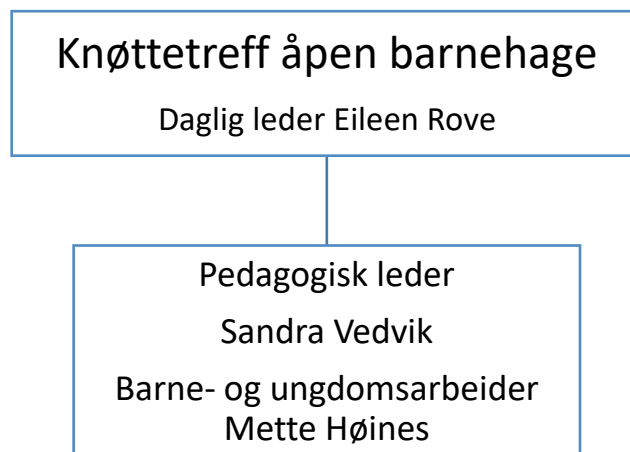 Knøttetreff åpen barnehage
Daglig leder Eileen Rove
Pedagogisk leder
Sandra Vedvik
Barne- og ungdomsarbeider
Mette Høines